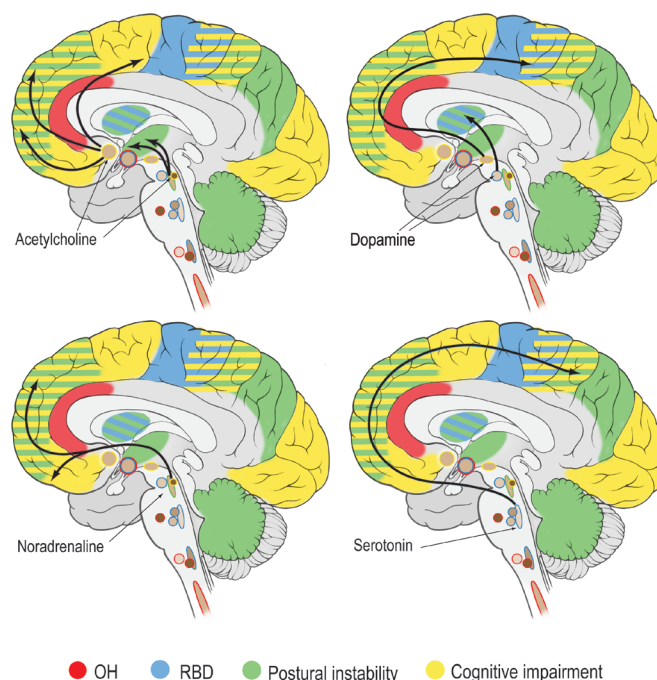 Acetylcholine
Dopamine
Noradrenaline
Serotonin
OH RBD Postural instability Cognitive impairment